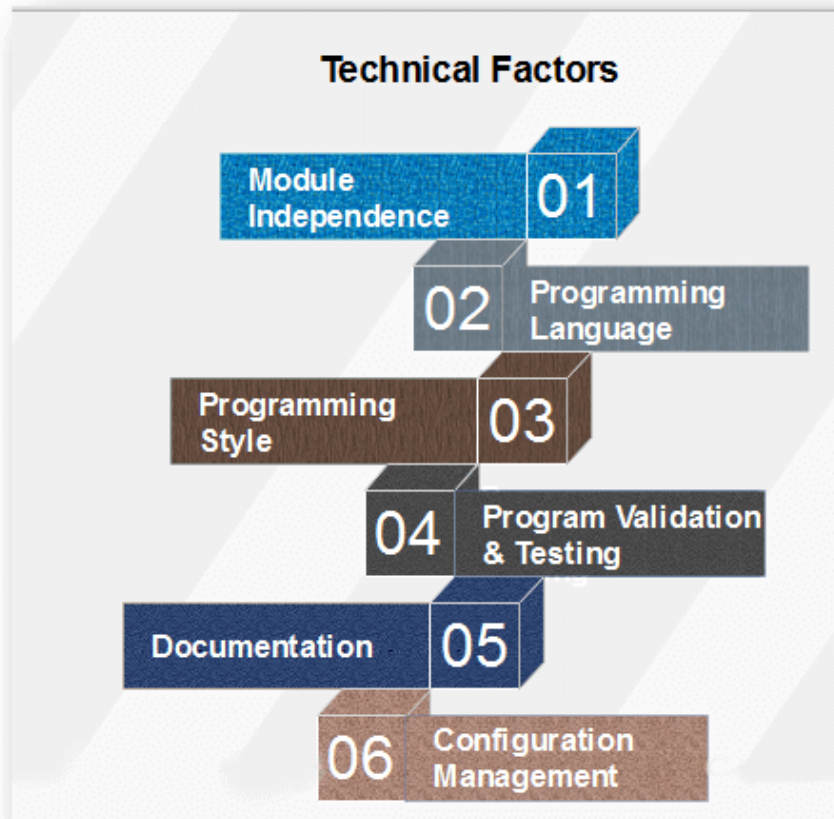 Technical Factors
Module
Independence
01
02
Programming
Language
Programming
Style
03
04
Program Validation
& Testing
Documentation
05
06
Configuration
Management